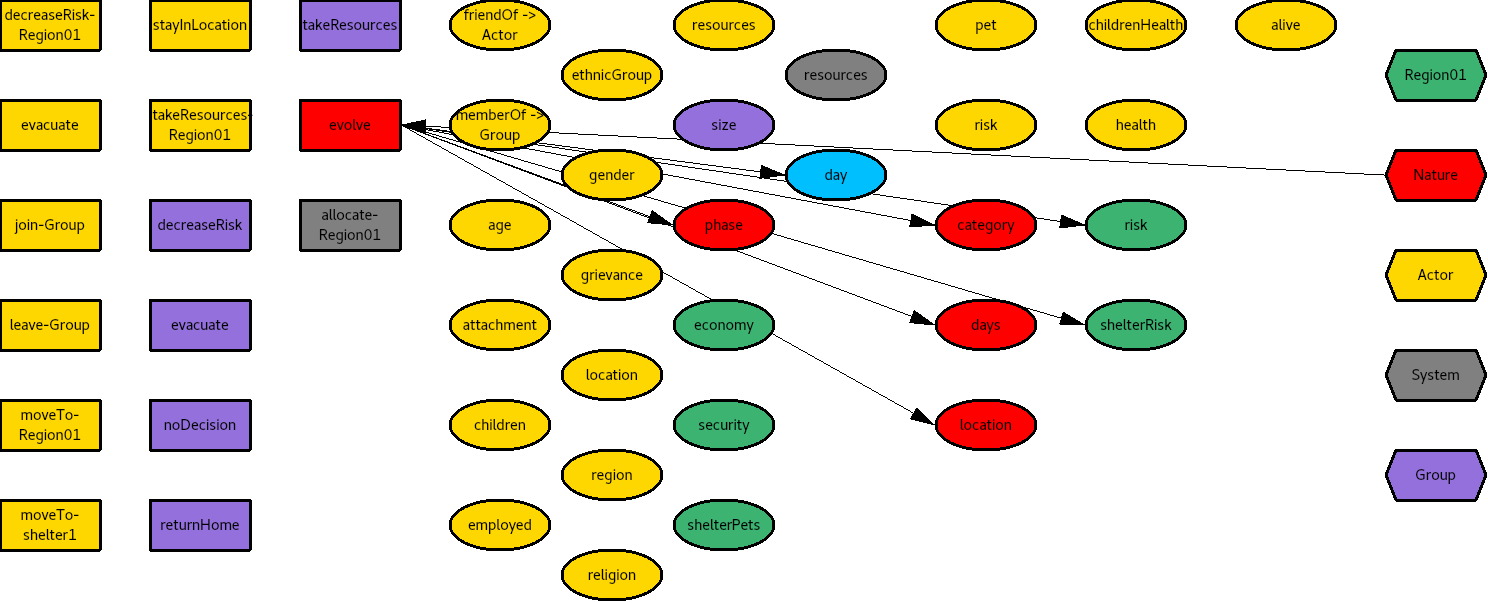 decreaseRisk-
Region01
stayInLocation
takeResources
friendOf ->
Actor
resources
pet
childrenHealth
alive
ethnicGroup
resources
Region01
evacuate
takeResources-
Region01
evolve
memberOf ->
Group
size
risk
health
gender
day
Nature
join-Group
decreaseRisk
allocate-
Region01
age
phase
category
risk
grievance
Actor
leave-Group
evacuate
attachment
economy
days
shelterRisk
location
System
moveTo-
Region01
noDecision
children
security
location
region
Group
moveTo-
shelter1
returnHome
employed
shelterPets
religion